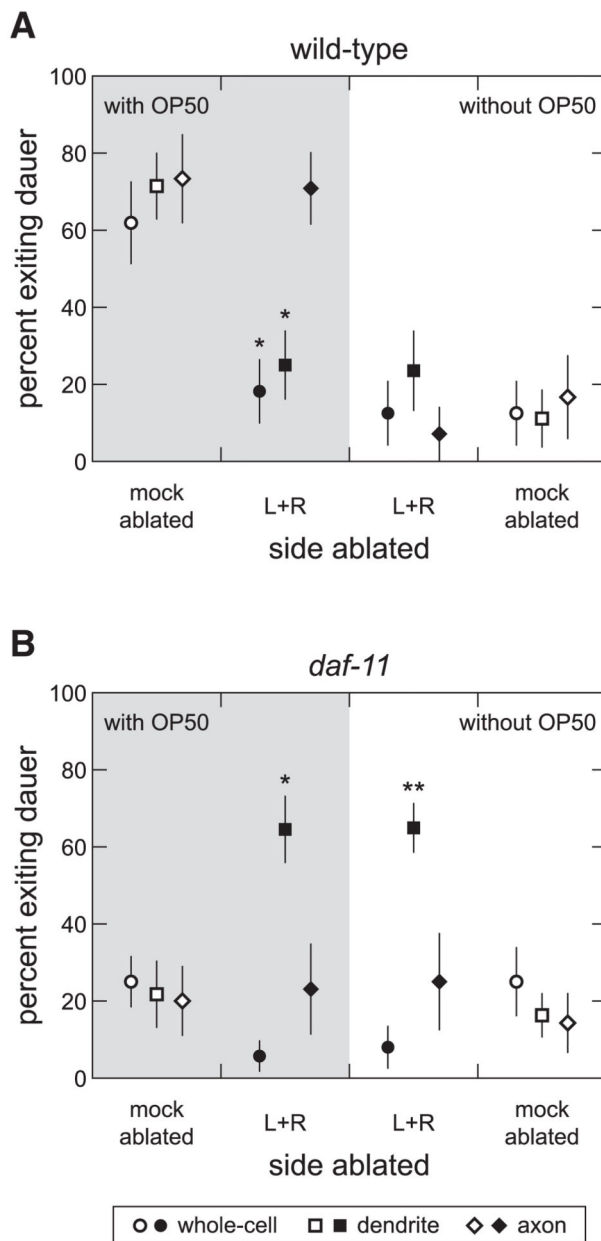 A
wild-type
with OP50
without OP50
percent exiting dauer
100
80
60
40
20
0
*
*
mock ablated
L+R
L+R
mock ablated
side ablated
B
daf-11
with OP50
without OP50
percent exiting dauer
100
80
60
40
20
0
*
**
mock ablated
L+R
L+R
mock ablated
side ablated
whole-cell
dendrite
axon